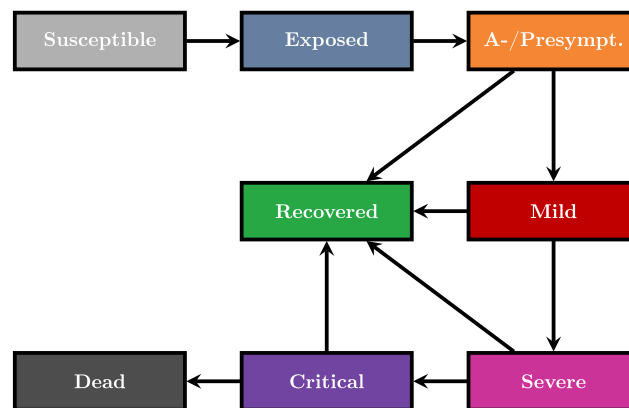 Susceptible
Exposed
A-/Presympt.
Recovered
Mild
Dead
Critical
Severe